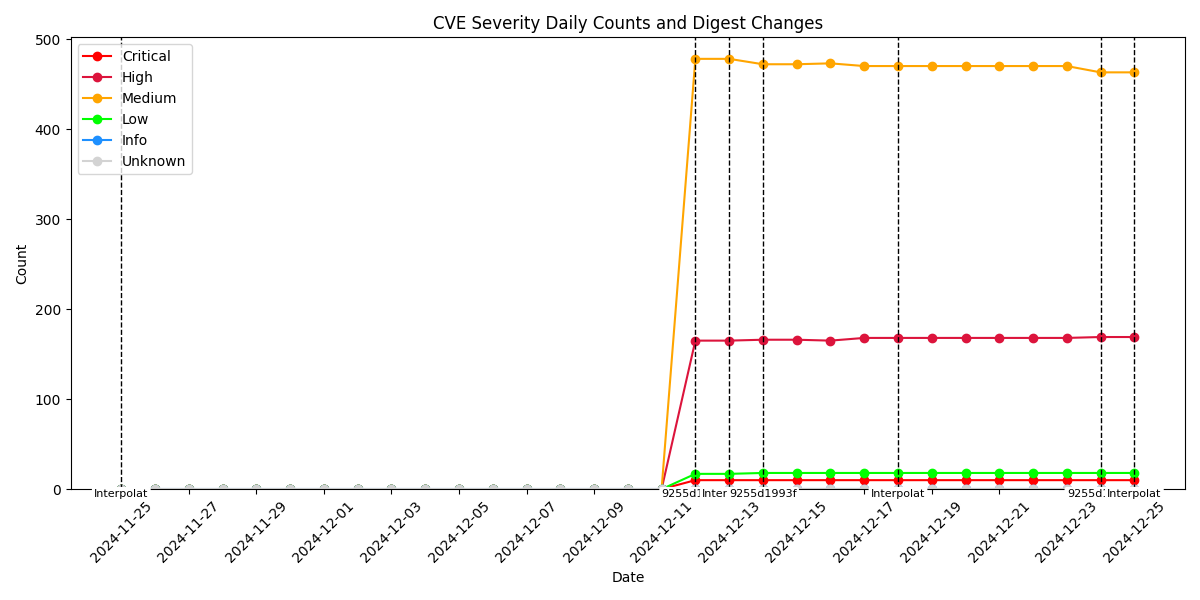 CVE Severity Daily Counts and Digest Changes
500
400
300
200
100
0
Count
Critical
High
Medium
Low
Info
Unknown
Interpolat
9255d
Inter
9255d1993f
Interpolat
9255d
Interpolat
2024-11-25
2024-11-27
2024-11-29
2024-12-01
2024-12-03
2024-12-05
2024-12-07
2024-12-09
2024-12-11
2024-12-13
2024-12-15
2024-12-17
2024-12-19
2024-12-21
2024-12-23
2024-12-25
Date